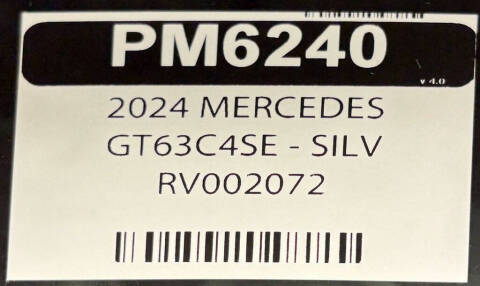 PM6240
v 4.0
2024 MERCEDES
GT63C4SE - SILV
RV002072